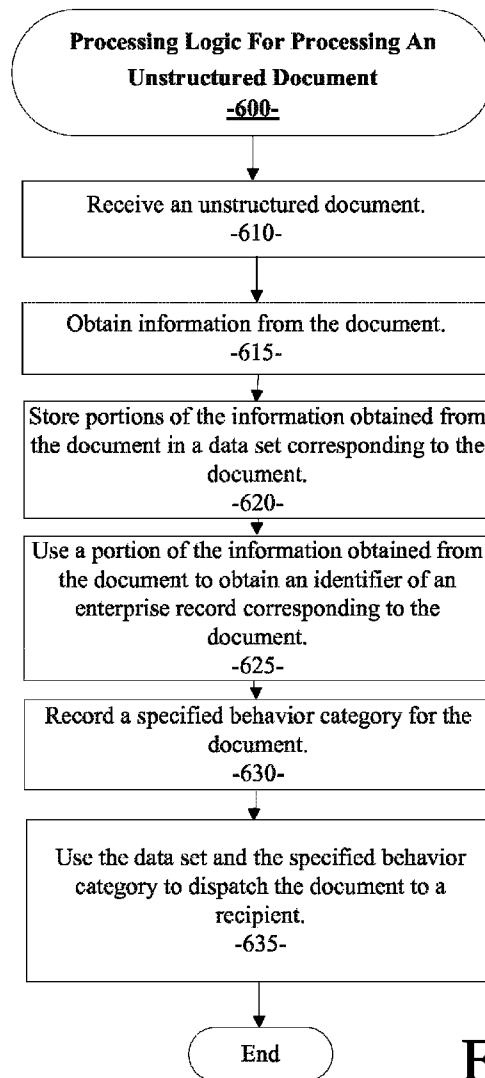 Processing Logic For Processing An
Unstructured Document
-600-
Receive an unstructured document.
-610-
Obtain information from the document.
-615-
Store portions of the information obtained from
the document in a data set corresponding to the
document.
-620-
Use a portion of the information obtained from
the document to obtain an identifier of an
enterprise record corresponding to the
document.
-625-
Record a specified behavior category for the
document.
-630-
Use the data set and the specified behavior
category to dispatch the document to a
recipient.
-635-
End